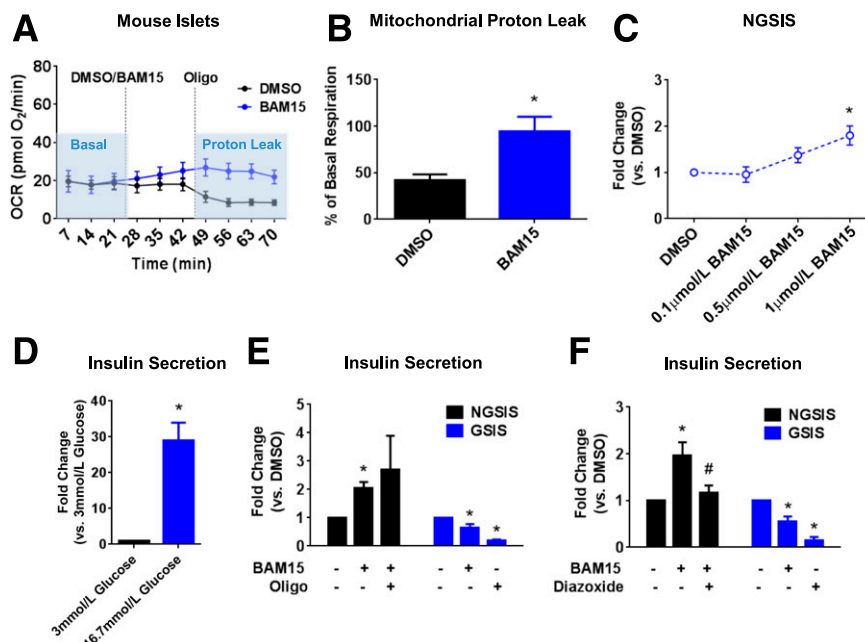 A
Mouse Islets
DMSO/BAM15
Oligo
DMSO
BAM15
Basal
Proton Leak
OCR (pmol O2/min)
80
60
40
20
0
7 14 21 28 35 42 49 56 63 70
Time (min)
B
Mitochondrial Proton Leak
% of Basal Respiration
150
100
50
0
*
DMSO
BAM15
C
NGSIS
Fold Change
(vs. DMSO)
3
2
1
0
*
DMSO
0.1μmol/L BAM15
0.5μmol/L BAM15
1μmol/L BAM15
D
Insulin Secretion
Fold Change
(vs. 3mmol/L Glucose)
40
30
20
10
0
*
3mmol/L Glucose
16.7mmol/L Glucose
E
Insulin Secretion
NGSIS
GSIS
Fold Change
(vs. DMSO)
5
4
3
2
1
0
* * *
BAM15 - + + - + -
Oligo - - + - - +
F
Insulin Secretion
NGSIS
GSIS
Fold Change
(vs. DMSO)
3
2
1
0
* # * *
BAM15 - + + - + -
Diazoxide - - + - - +